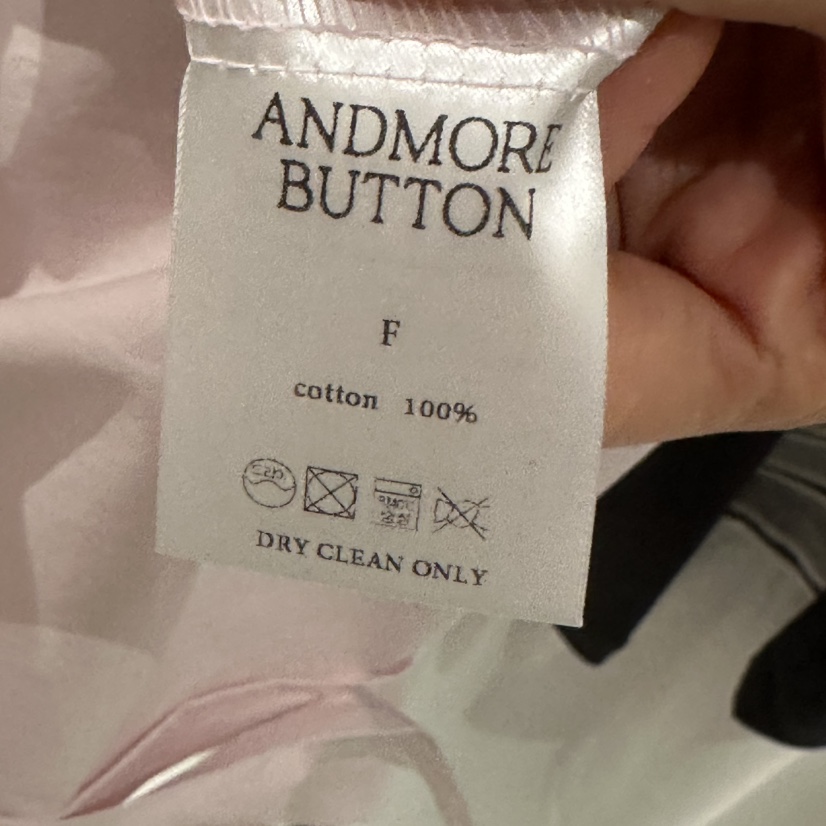 ANDMORE
BUTTON
F
cotton 100%
DRY CLEAN ONLY